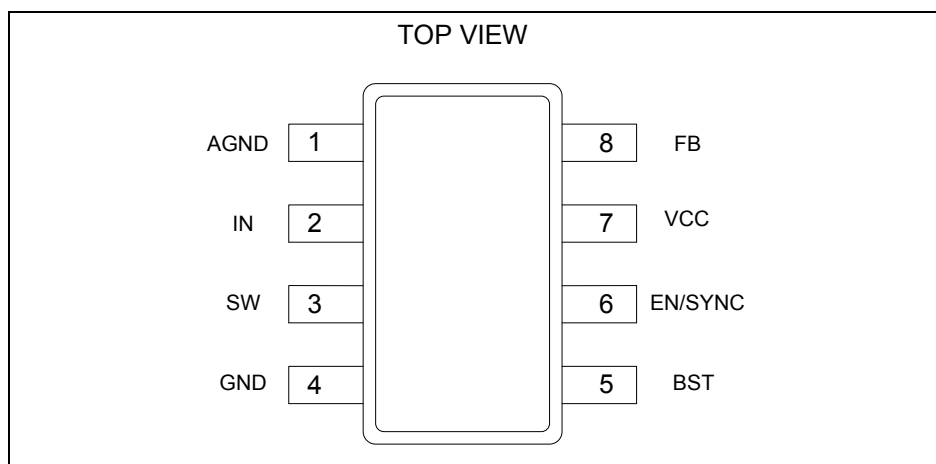 TOP VIEW
AGND 1 8 FB
IN 2 7 VCC
SW 3 6 EN/SYNC
GND 4 5 BST